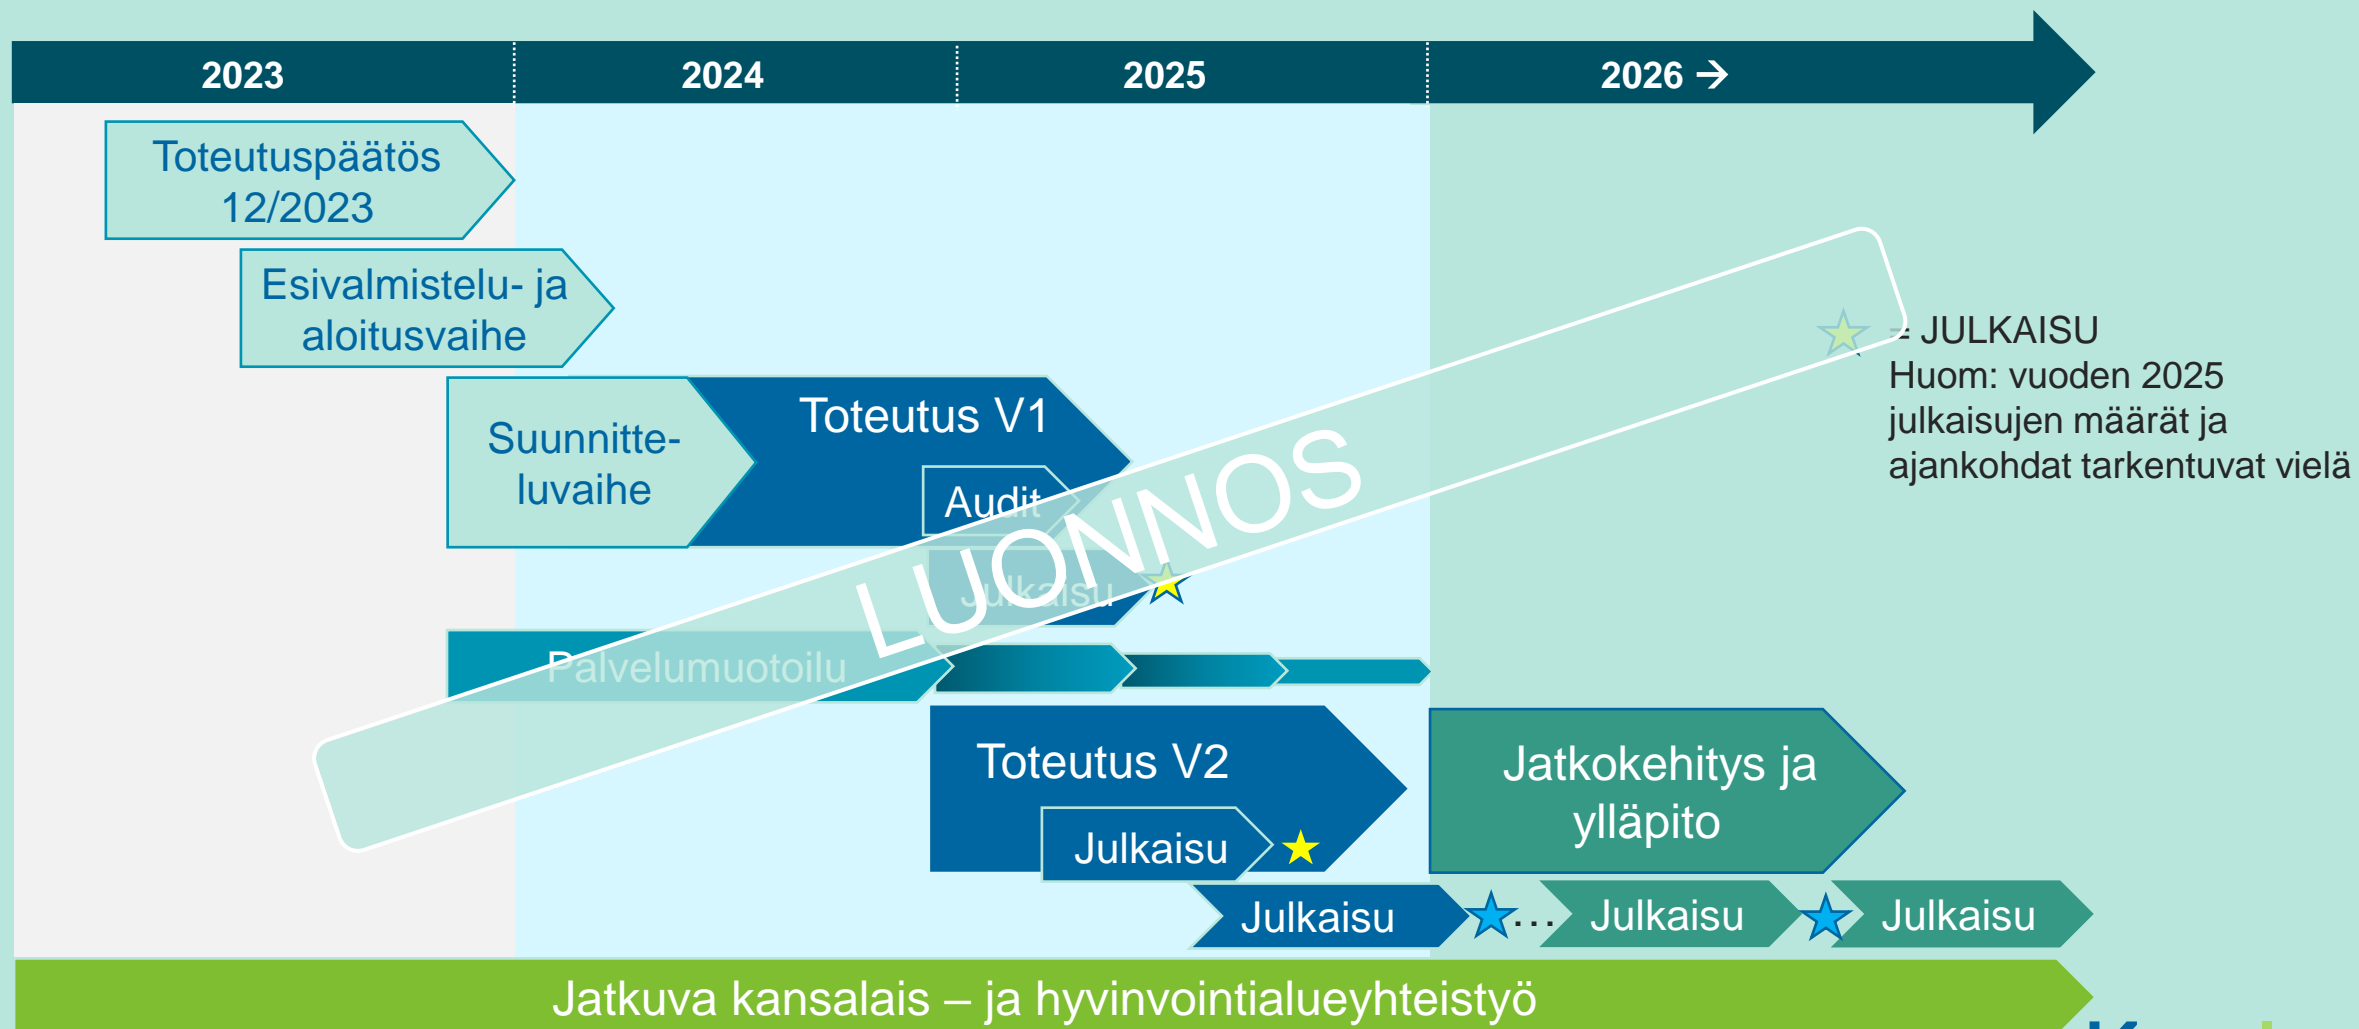 2023
2024
2025
2026 →
Toteutuspäätös
12/2023
Esivalmistelu- ja
aloitusvaihe
Suunnitte-
luvaihe
Toteutus V1
Audit
Julkaisu
LUONNOS
= JULKAISU
Huom: vuoden 2025
julkaisujen määrät ja
ajankohdat tarkentuvat vielä
Palvelumuotoilu
Toteutus V2
Julkaisu
Jatkokehitys ja
ylläpito
Julkaisu
...
Julkaisu
Julkaisu
Jatkuva kansalais – ja hyvinvointialueyhteistyö